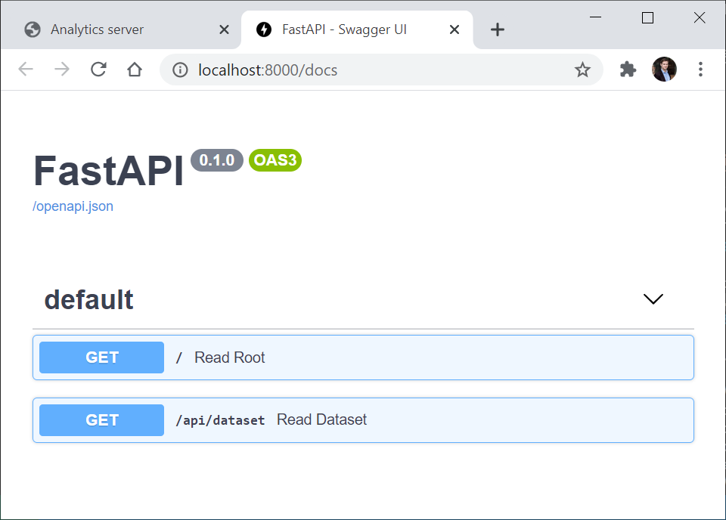 Analytics server
FastAPI - Swagger UI
localhost:8000/docs
FastAPI 0.1.0 OAS3
/openapi.json
default
GET / Read Root
GET /api/dataset Read Dataset